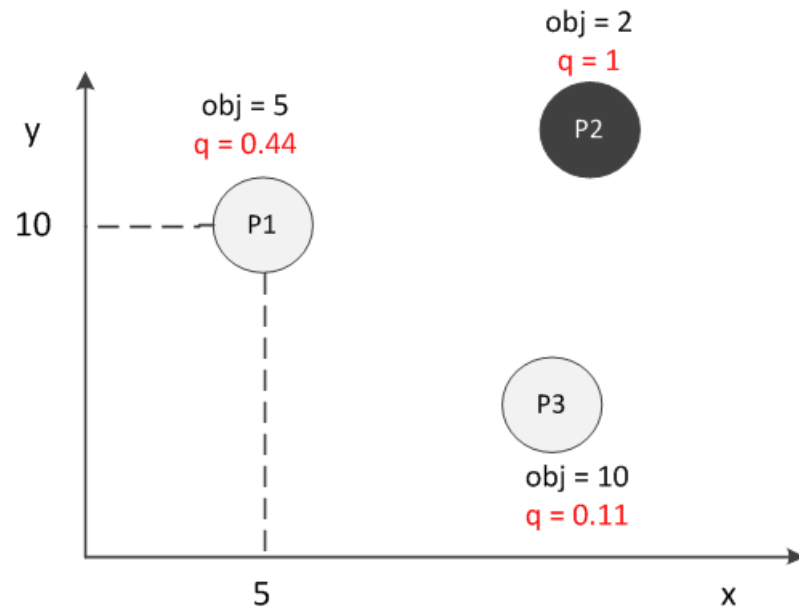 obj = 2
q = 1
P2
obj = 5
q = 0.44
y
10
P1
P3
obj = 10
q = 0.11
5
x